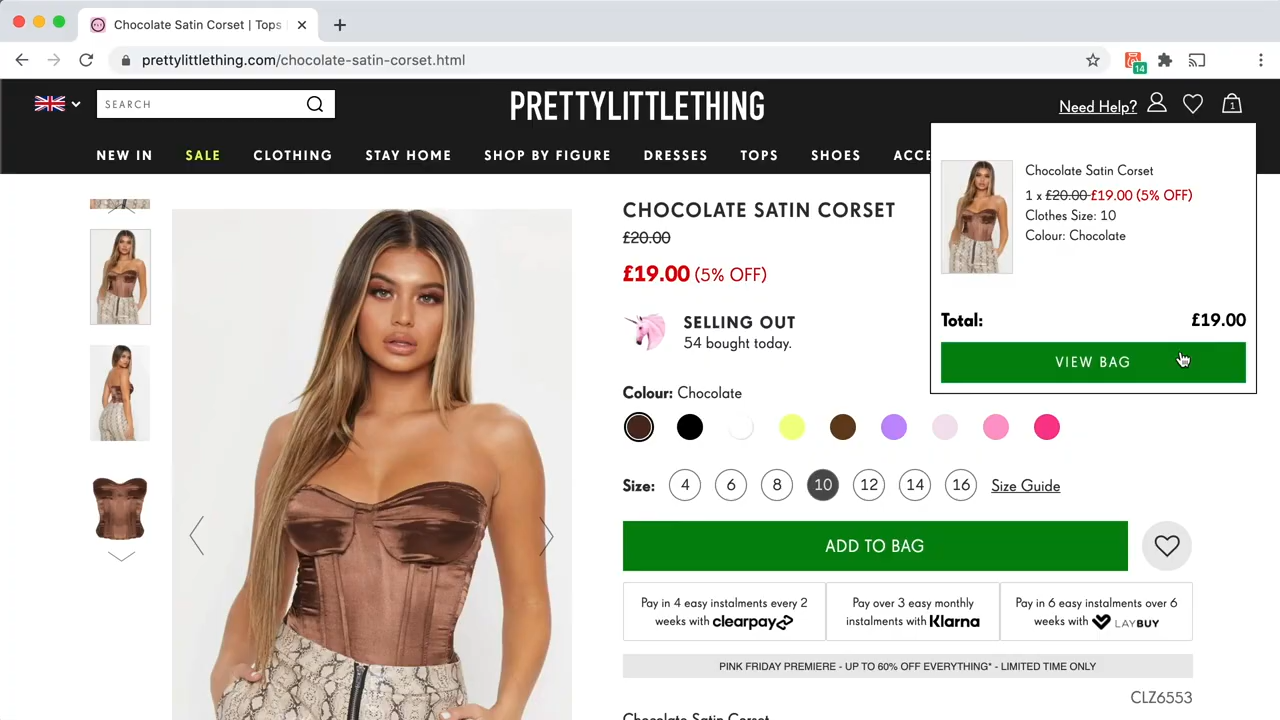 Chocolate Satin Corset | Tops
prettylittlething.com/chocolate-satin-corset.html
14
SEARCH
PRETTYLITTLETHING
Need Help?
1
NEW IN
SALE
CLOTHING
STAY HOME
SHOP BY FIGURE
DRESSES
TOPS
SHOES
ACCE
Chocolate Satin Corset
1 x £20.00 £19.00 (5% OFF)
Clothes Size: 10
Colour: Chocolate
Total: £19.00
VIEW BAG
CHOCOLATE SATIN CORSET
£20.00
£19.00 (5% OFF)
SELLING OUT
54 bought today.
Colour: Chocolate
Size: 4 6 8 10 12 14 16 Size Guide
ADD TO BAG
Pay in 4 easy instalments every 2
weeks with clearpay
Pay over 3 easy monthly
instalments with Klarna
Pay in 6 easy instalments over 6
weeks with LAYBUY
PINK FRIDAY PREMIERE - UP TO 60% OFF EVERYTHING* - LIMITED TIME ONLY
CLZ6553
Chocolate Satin Corset